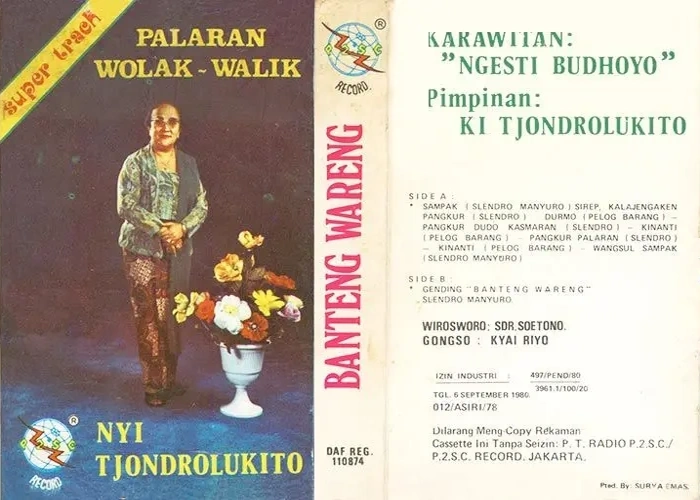 super track
PALARAN
WOLAK ~ WALIK
NYI
TJONDROLUKITO
®
RECORD
®
P.2.S.C
RECORD.
BANTENG WARENG
DAF REG.
110874
KARAWITAN:
"NGESTI BUDHOYO"
Pimpinan:
KI TJONDROLUKITO
SIDE A :
* SAMPAK ( SLENDRO MANYURO ) SIREP, KALAJENGAKEN
PANGKUR ( SLENDRO ) DURMO ( PELOG BARANG ) –
PANGKUR DUDO KASMARAN ( SLENDRO ) – KINANTI
( PELOG BARANG ) – PANGKUR PALARAN ( SLENDRO )
– KINANTI ( PELOG BARANG ) – WANGSUL SAMPAK
( SLENDRO MANYURO )
SIDE B :
* GENDING "BANTENG WARENG"
SLENDRO MANYURO
WIROSWORO: SDR. SOETONO.
GONGSO : KYAI RIYO
IZIN INDUSTRI : 497/PEND/80
3961.1/100/20
TGL. 6 SEPTEMBER 1980
012/ASIRI/78
Dilarang Meng-Copy Rekaman
Cassette Ini Tanpa Seizin: P. T. RADIO P.2.S.C./
P.2.S.C. RECORD. JAKARTA.
Pted. By: SURYA EMAS.